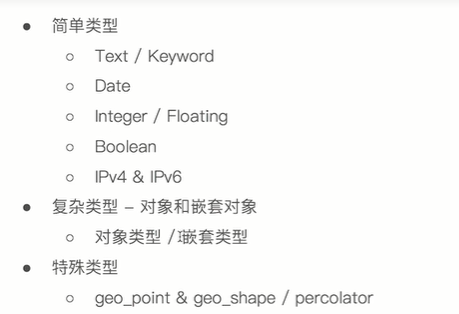 简单类型
Text / Keyword
Date
Integer / Floating
Boolean
IPv4 & IPv6
复杂类型 – 对象和嵌套对象
对象类型 / 嵌套类型
特殊类型
geo_point & geo_shape / percolator